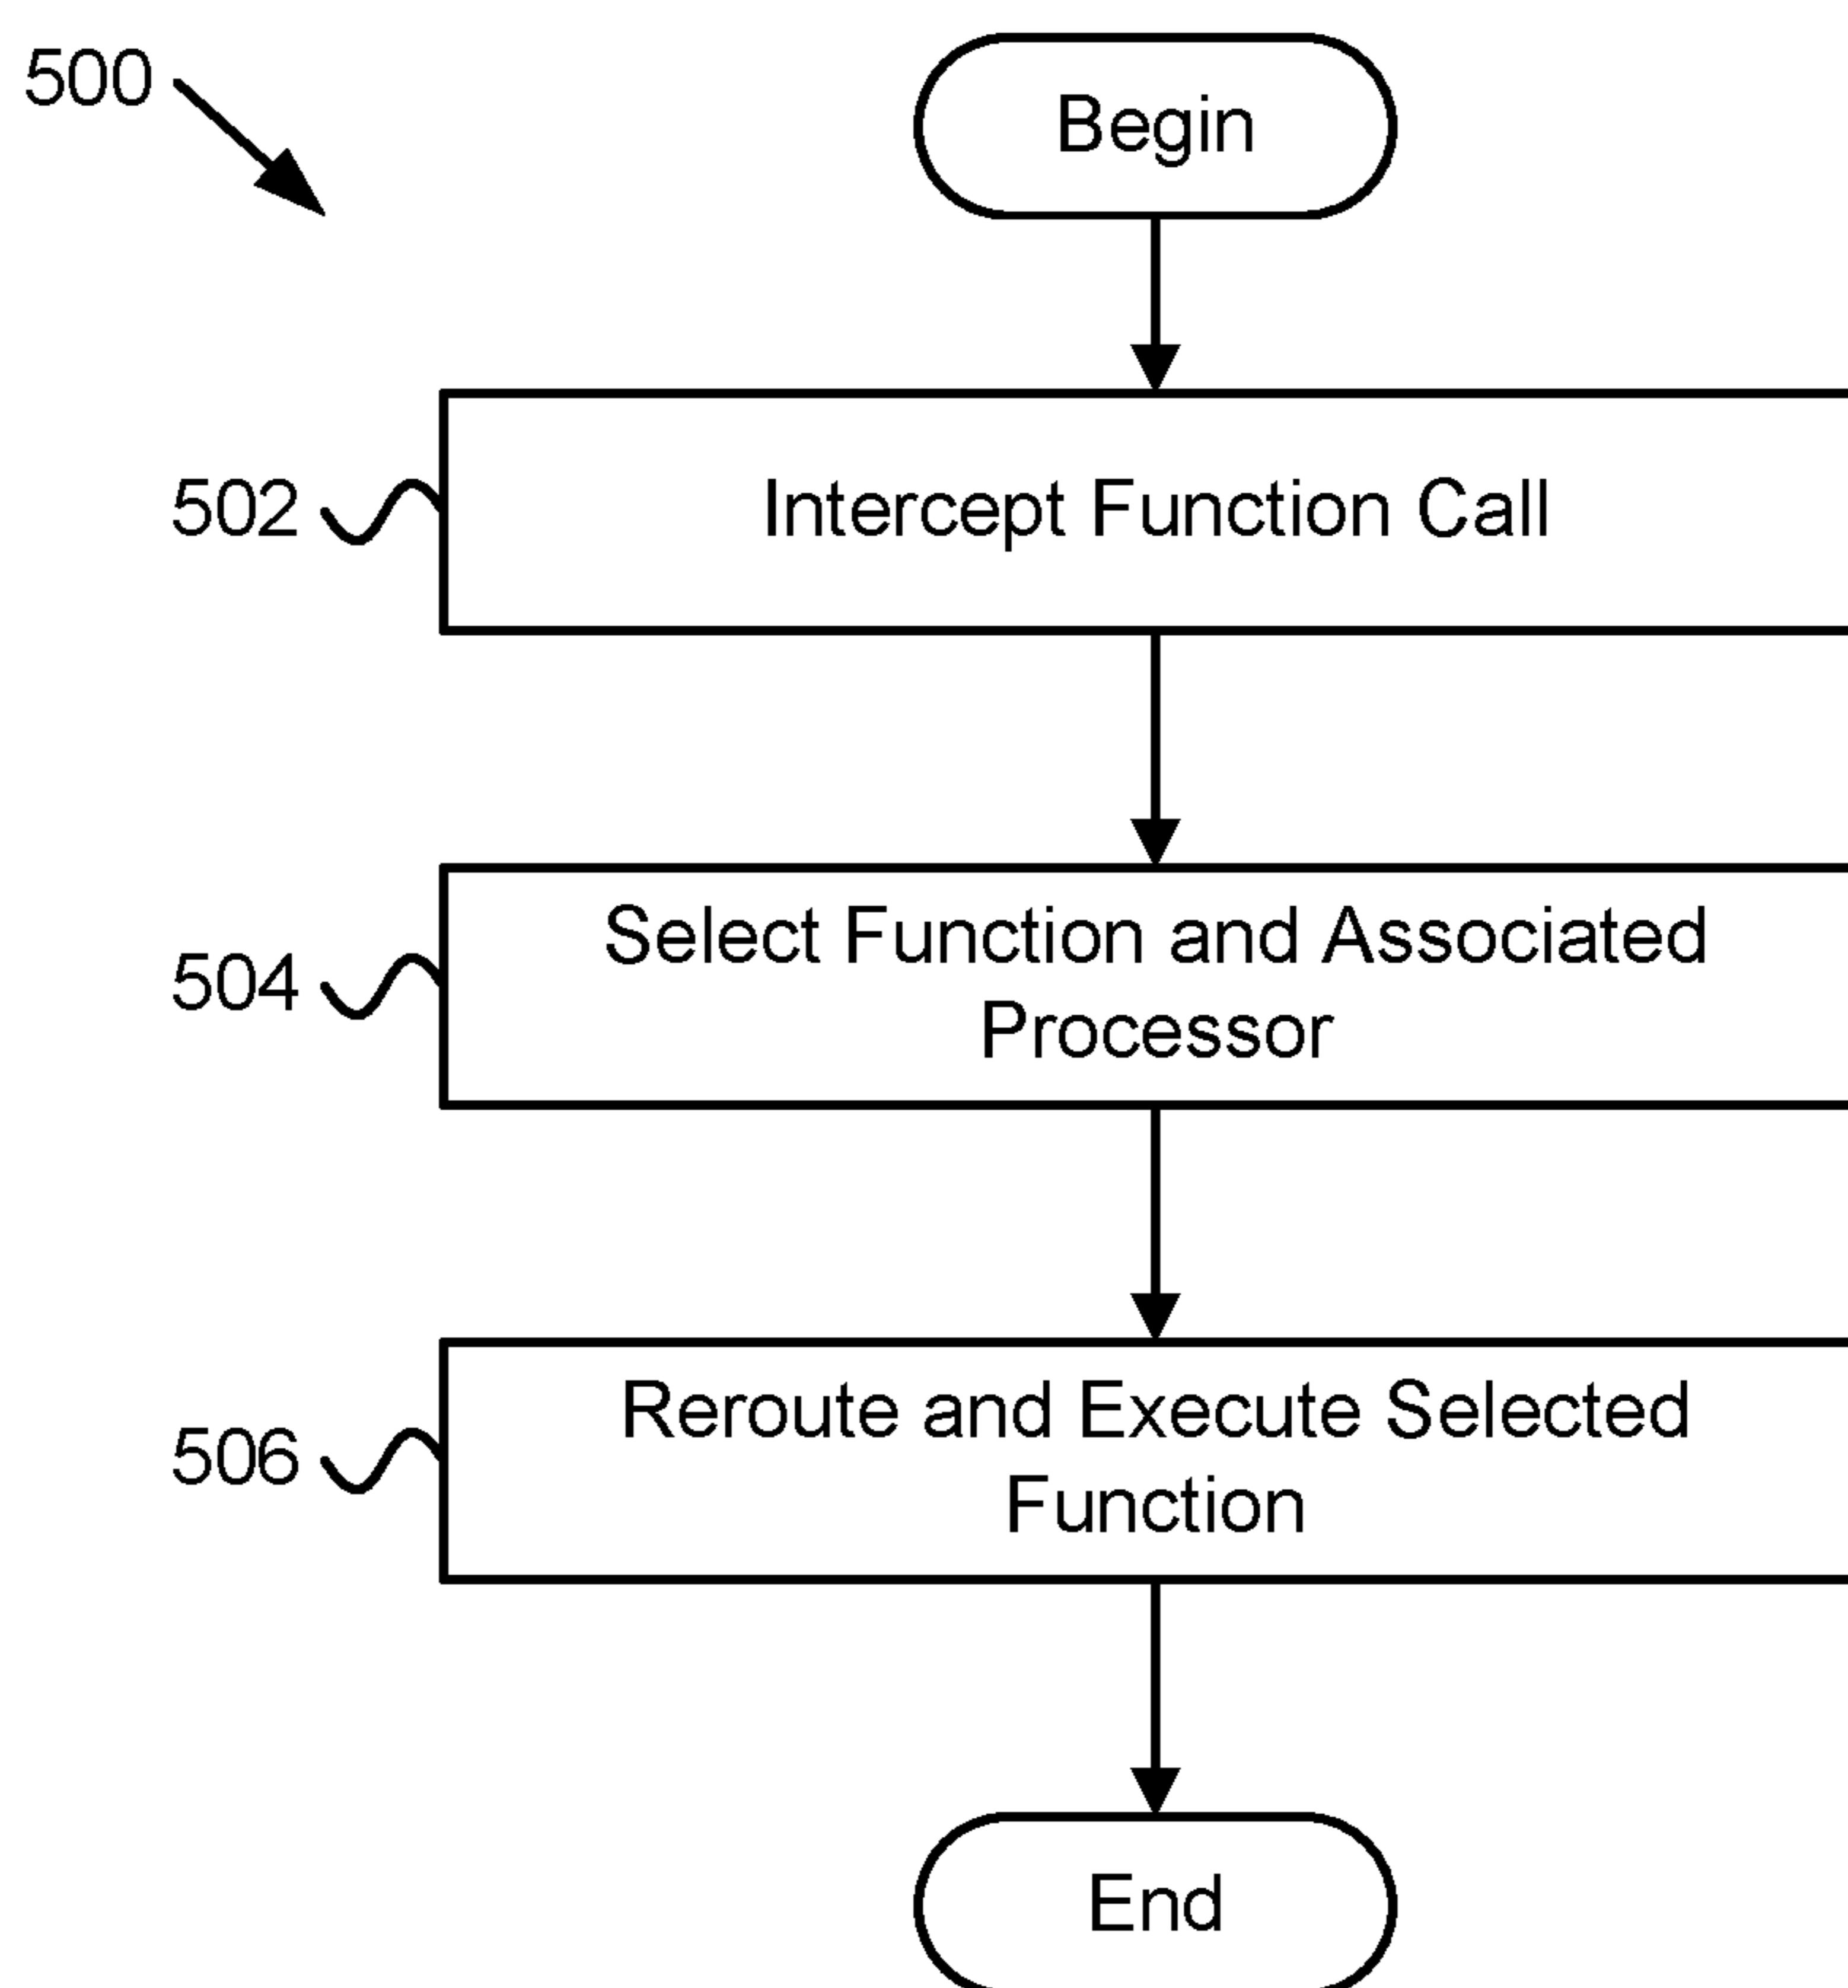 500
Begin
502
Intercept Function Call
504
Select Function and Associated
Processor
506
Reroute and Execute Selected
Function
End